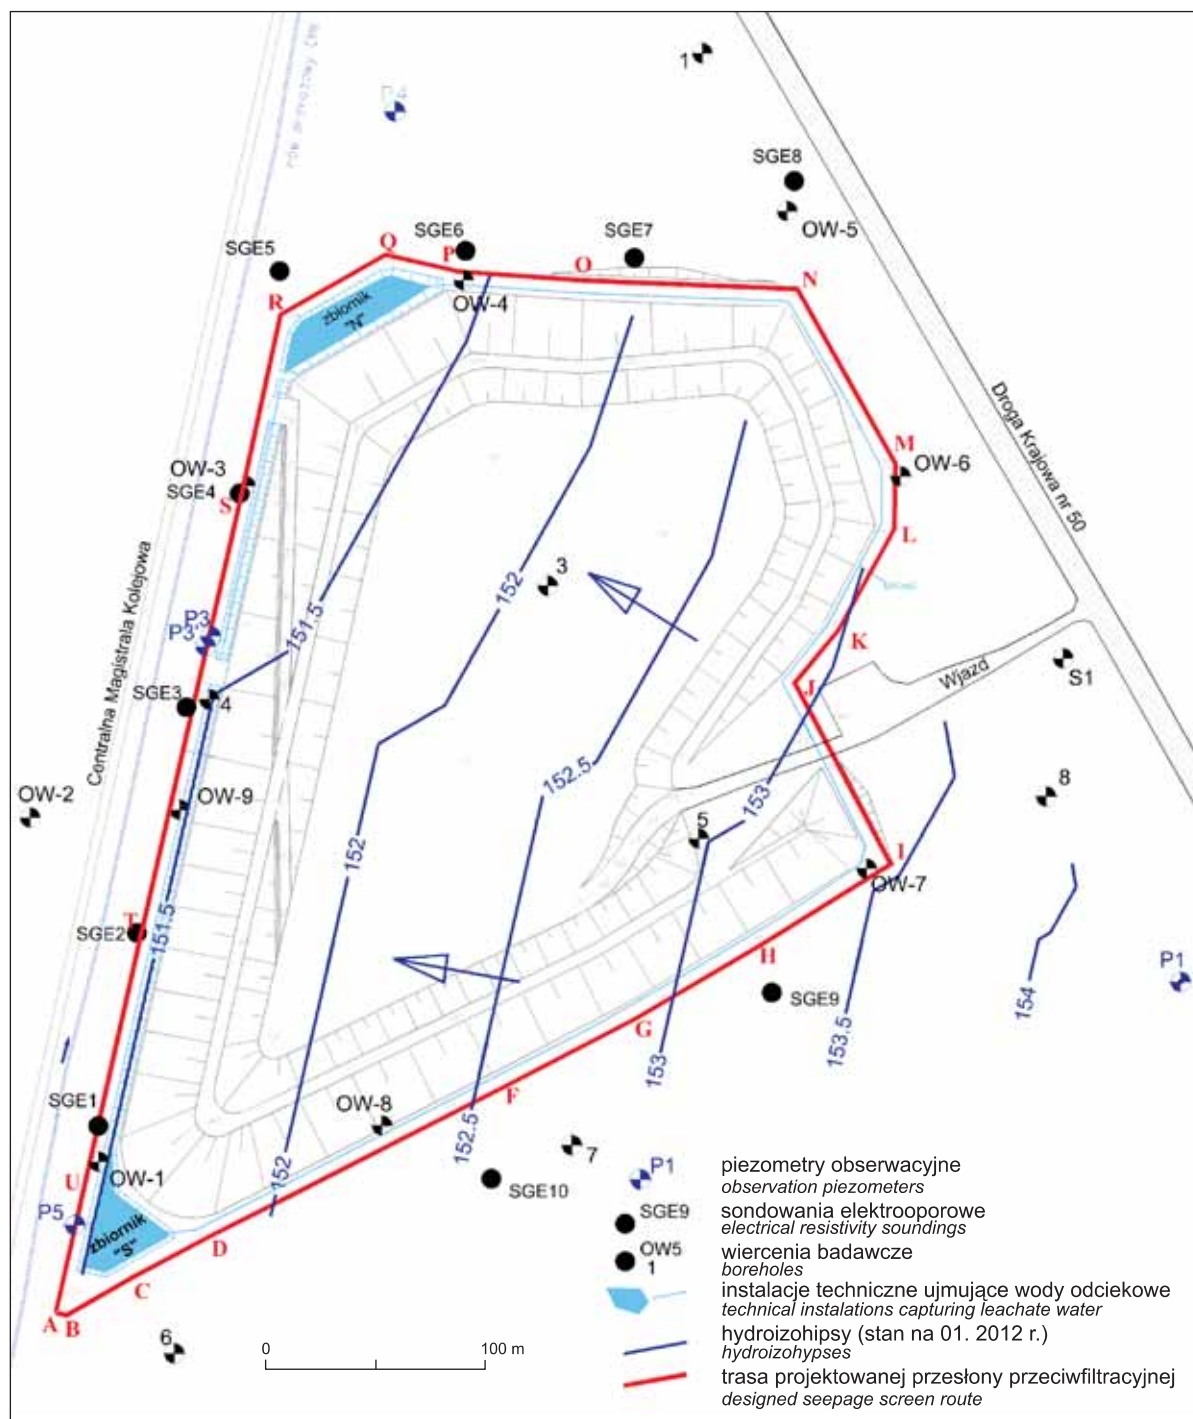 1
rów drenażowy CMK
SGE8
OW-5
SGE6
SGE7
SGE5
Q
P
O
N
R
OW-4
zbiornik
"N"
Droga Krajowa nr 50
M
OW-6
OW-3
SGE4
S
L
Centralna Magistrala Kolejowa
152
3
151.5
P3
P3'
K
Wjazd
S1
J
SGE3
4
152.5
153
OW-2
OW-9
8
5
152
I
OW-7
T
SGE2
151.5
H
P1
SGE9
154
G
153.5
153
F
SGE1
OW-8
152.5
7
U
OW-1
152
SGE10
P5
zbiornik
"S"
D
C
A
B
6
0
100 m
P1
piezometry obserwacyjne
observation piezometers
SGE9
sondowania elektrooporowe
electrical resistivity soundings
OW5
1
wiercenia badawcze
boreholes
instalacje techniczne ujmujące wody odciekowe
technical instalations capturing leachate water
hydroizohipsy (stan na 01. 2012 r.)
hydroizohypses
trasa projektowanej przesłony przeciwfiltracyjnej
designed seepage screen route